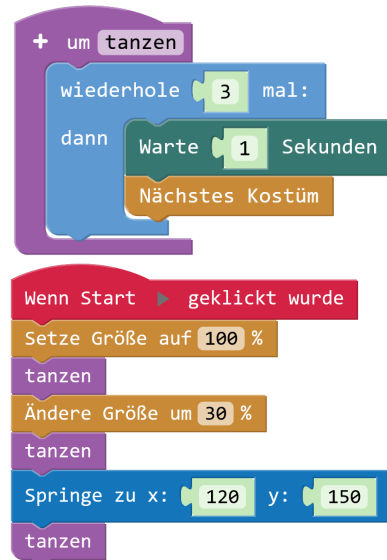 + um tanzen
wiederhole 3 mal:
dann
Warte 1 Sekunden
Nächstes Kostüm
Wenn Start geklickt wurde
Setze Größe auf 100 %
tanzen
Ändere Größe um 30 %
tanzen
Springe zu x: 120 y: 150
tanzen